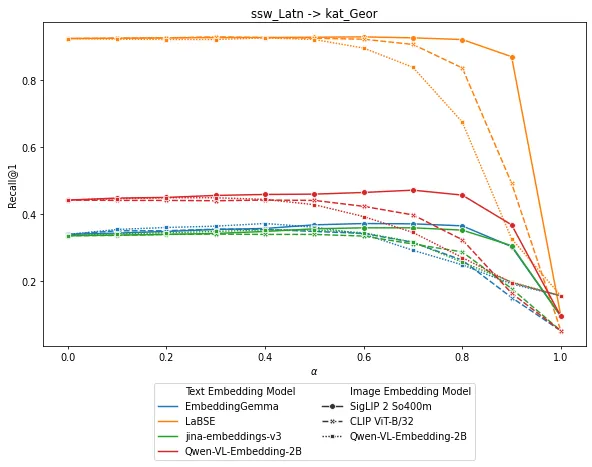 ssw_Latn -> kat_Geor
Recall@1
0.8
0.6
0.4
0.2
0.0 0.2 0.4 0.6 0.8 1.0
α
Text Embedding Model
EmbeddingGemma
LaBSE
jina-embeddings-v3
Qwen-VL-Embedding-2B
Image Embedding Model
SigLIP 2 So400m
CLIP ViT-B/32
Qwen-VL-Embedding-2B